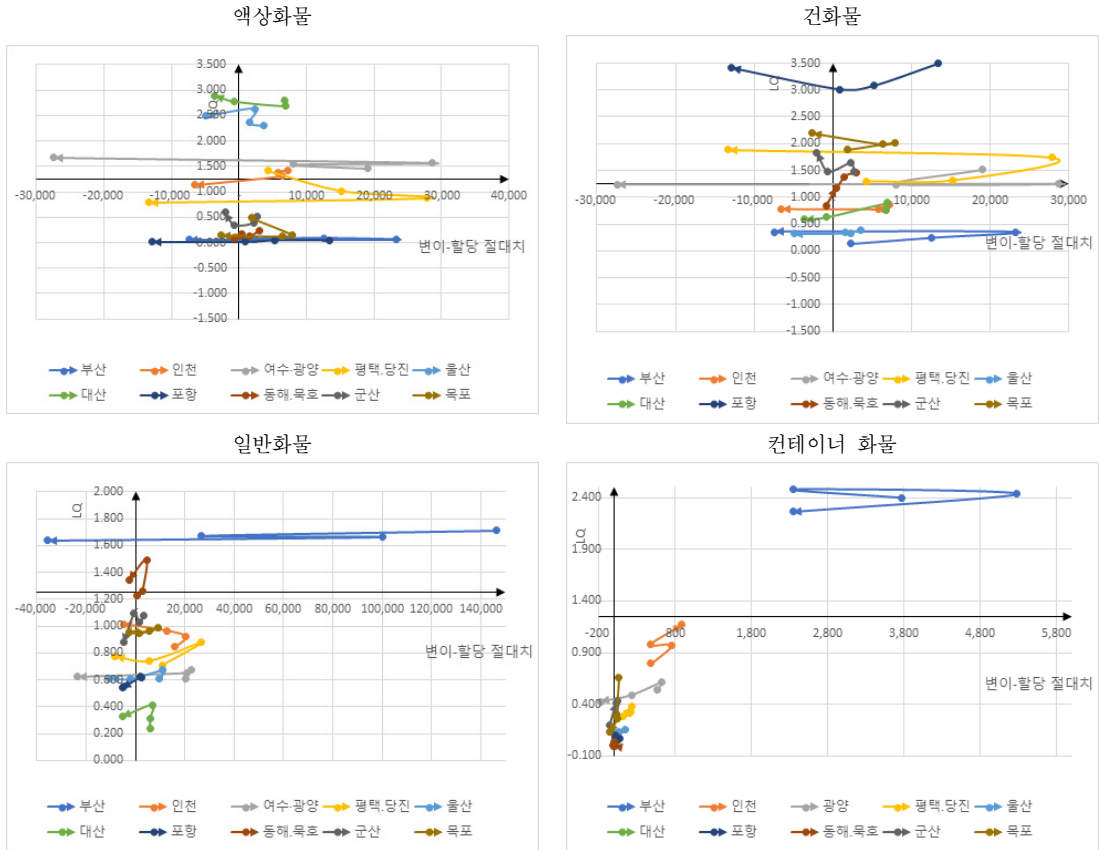 액상화물
3.500
3.000
2.500
LQ
2.000
1.500
1.000
0.500
0.000
-0.500
-1.000
-1.500
-30,000 -20,000 -10,000 0 10,000 20,000 30,000 40,000
변이-할당 절대치
부산 인천 여수·광양 평택.당진 울산
대산 포항 동해.묵호 군산 목포
건화물
3.500
LQ
3.000
2.500
2.000
1.500
1.000
0.500
0.000
-0.500
-1.000
-1.500
-30,000 -20,000 -10,000 0 10,000 20,000 30,000
변이-할당 절대치
부산 인천 여수·광양 평택.당진 울산
대산 포항 동해.묵호 군산 목포
일반화물
2.000
LQ
1.800
1.600
1.400
1.200
1.000
0.800
0.600
0.400
0.200
0.000
-40,000 -20,000 0 20,000 40,000 60,000 80,000 100,000 120,000 140,000
변이-할당 절대치
부산 인천 여수·광양 평택.당진 울산
대산 포항 동해.묵호 군산 목포
컨테이너 화물
2.400
LQ
1.900
1.400
0.900
0.400
-0.100
-200 800 1,800 2,800 3,800 4,800 5,800
변이-할당 절대치
부산 인천 광양 평택.당진 울산
대산 포항 동해.묵호 군산 목포